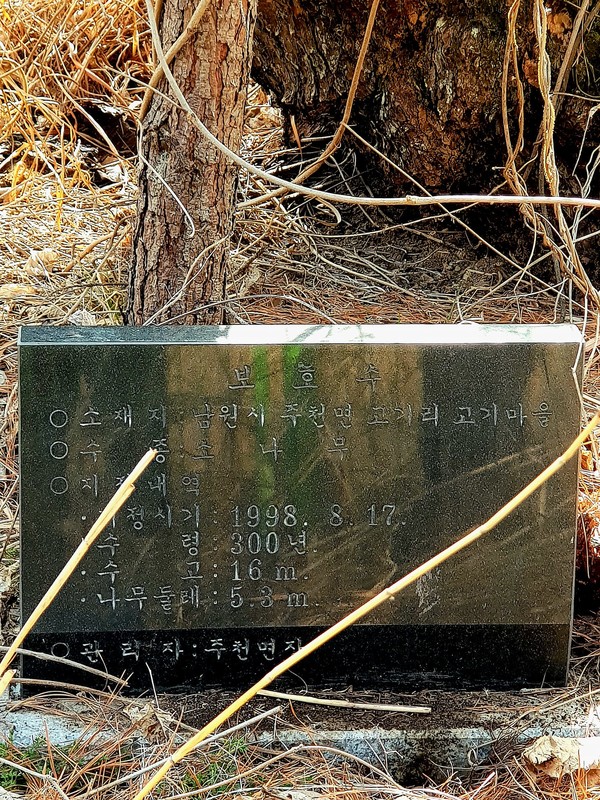 보 호 수
○ 소 재 지 : 남원시 주천면 고기리 고기마을
○ 수 종 : 소 나 무
○ 지정내역
· 지정시기 : 1998. 8. 17.
· 수 령 : 300년.
· 수 고 : 16 m.
· 나무둘레 : 5.3 m.
○ 관 리 자 : 주천면장